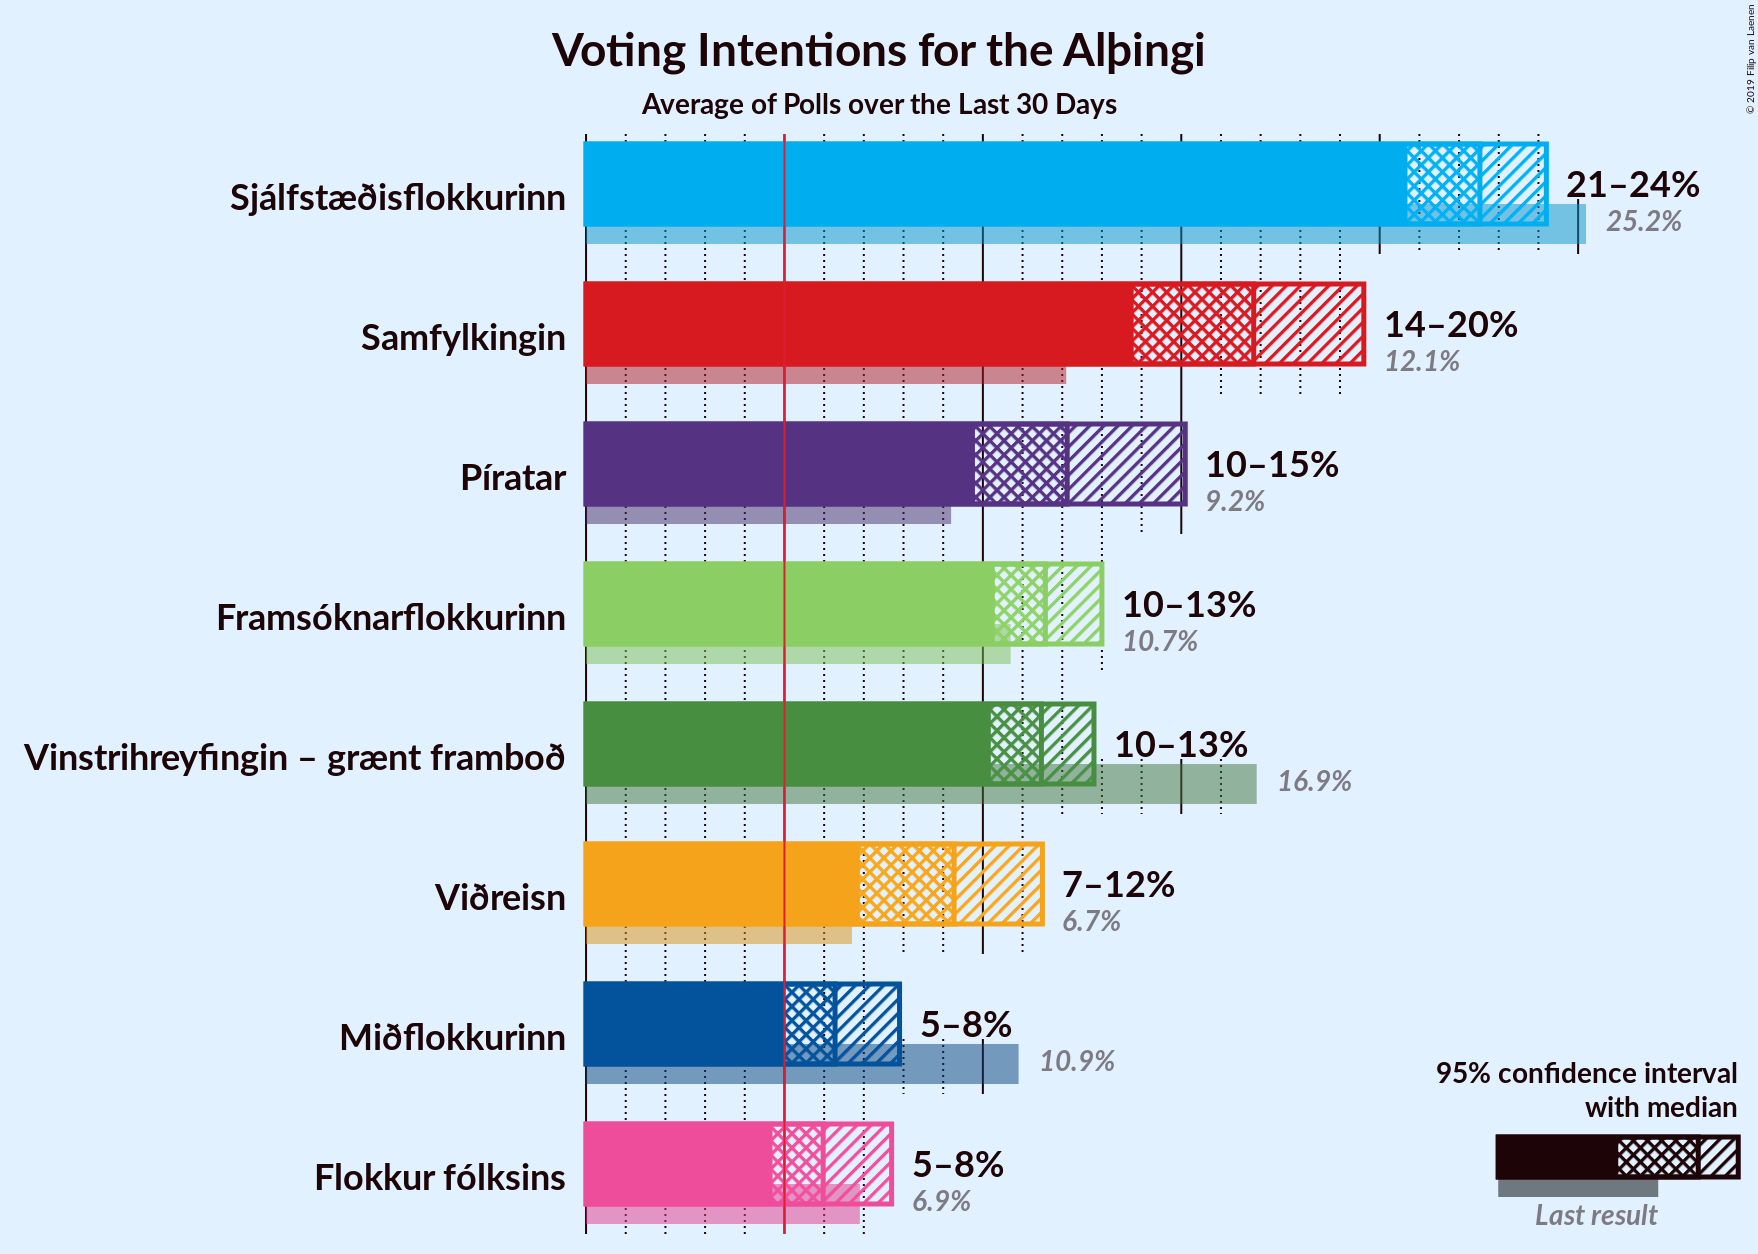 Voting Intentions for the Alþingi
Average of Polls over the Last 30 Days
© 2019 Filip van Laenen
Sjálfstæðisflokkurinn
21–24%
25.2%
Samfylkingin
14–20%
12.1%
Píratar
10–15%
9.2%
Framsóknarflokkurinn
10–13%
10.7%
Vinstrihreyfingin – grænt framboð
10–13%
16.9%
Viðreisn
7–12%
6.7%
Miðflokkurinn
5–8%
10.9%
Flokkur fólksins
5–8%
6.9%
95% confidence interval
with median
Last result